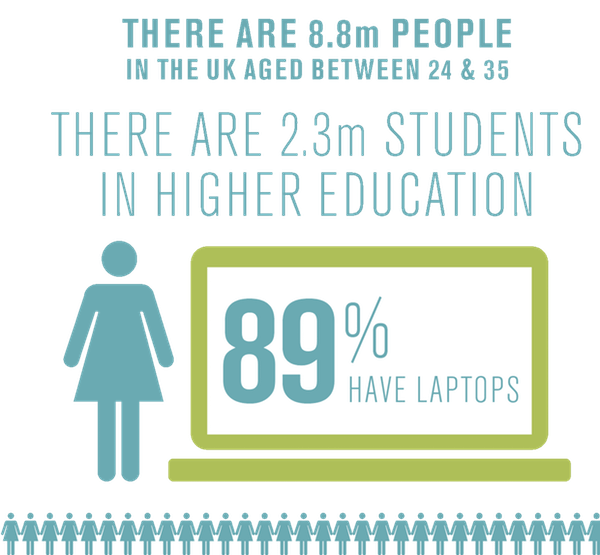 THERE ARE 8.8m PEOPLE
IN THE UK AGED BETWEEN 24 & 35
THERE ARE 2.3m STUDENTS
IN HIGHER EDUCATION
89%
HAVE LAPTOPS